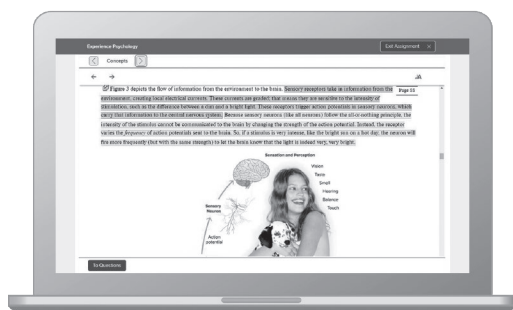 Experience Psychology
Exit Assignment ×
< Concepts >
← →
Figure 3 depicts the flow of information from the environment to the brain. Sensory receptors take in information from the
Page 83
environment, creating local electrical currents. These currents are graded; that means they are sensitive to the intensity of
stimulation, such as the difference between a dim and a bright light. These receptors trigger action potentials in sensory neurons, which
carry that information to the central nervous system. Because sensory neurons (like all neurons) follow the all-or-nothing principle, the
intensity of the stimulus cannot be communicated to the brain by changing the strength of the action potential. Instead, the receptor
varies the frequency of action potentials sent to the brain. So, if a stimulus is very intense, like the bright sun on a hot day, the neuron will
fire more frequently (but with the same strength) to let the brain know that the light is indeed very, very bright.
Sensation and Perception
Vision
Taste
Smell
Hearing
Balance
Touch
Sensory
Neuron
Action
potential
To Questions